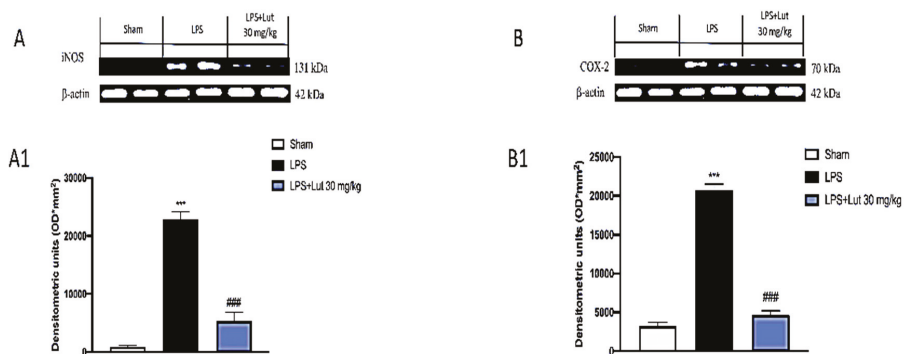 A
Sham
LPS
LPS+Lut
30 mg/kg
iNOS
131 kDa
β-actin
42 kDa
B
Sham
LPS
LPS+Lut
30 mg/kg
COX-2
70 kDa
β-actin
42 kDa
A1
Sham
LPS
LPS+Lut 30 mg/kg
Densitometric units (OD*mm²)
30000
20000
10000
0
***
###
B1
Sham
LPS
LPS+Lut 30 mg/kg
Densitometric units (OD*mm²)
25000
20000
15000
10000
5000
0
***
###